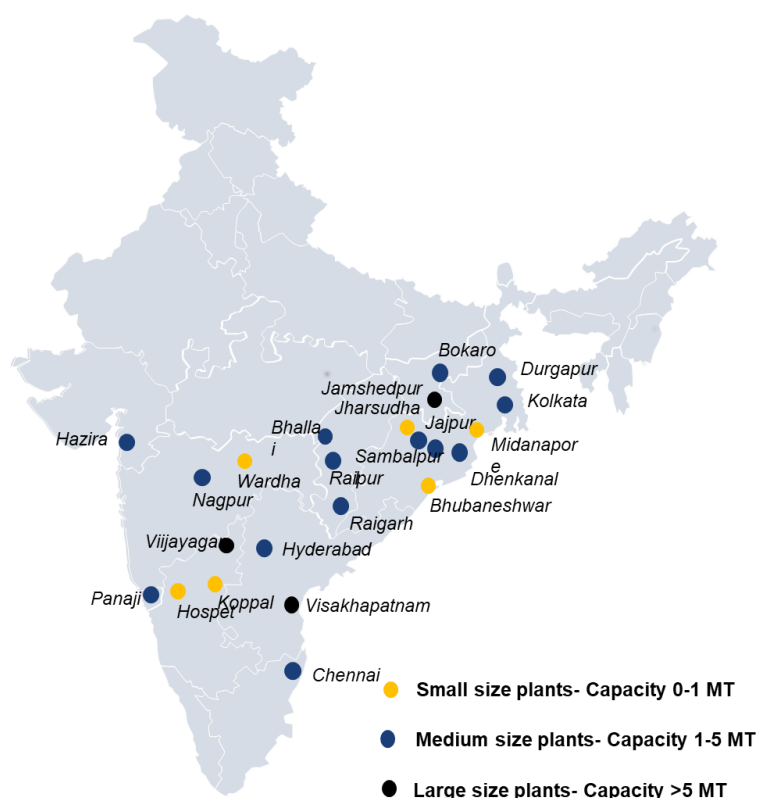 Bokaro
Durgapur
Jamshedpur
Kolkata
Jharsudha
Jajpur
Hazira
Bhalla
i
Midanapor
e
Sambalpur
Wardha
Raipur
Dhenkanal
Nagpur
Bhubaneshwar
Raigarh
Viijayagar
Hyderabad
Panaji
Hospet
Koppal
Visakhapatnam
Chennai
Small size plants- Capacity 0-1 MT
Medium size plants- Capacity 1-5 MT
Large size plants- Capacity >5 MT